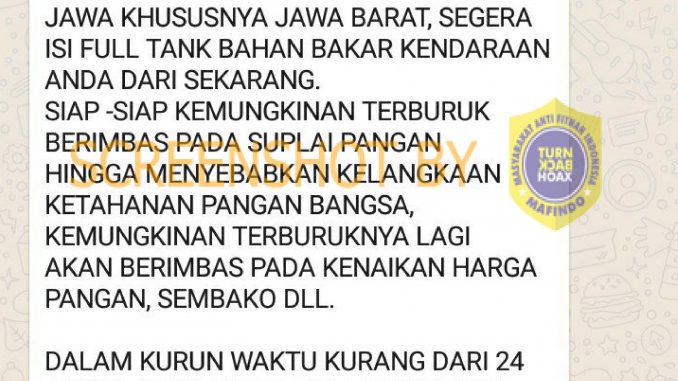 JAWA KHUSUSNYA JAWA BARAT, SEGERA
ISI FULL TANK BAHAN BAKAR KENDARAAN
ANDA DARI SEKARANG.
SIAP -SIAP KEMUNGKINAN TERBURUK
BERIMBAS PADA SUPLAI PANGAN
HINGGA MENYEBABKAN KELANGKAAN
KETAHANAN PANGAN BANGSA,
KEMUNGKINAN TERBURUKNYA LAGI
AKAN BERIMBAS PADA KENAIKAN HARGA
PANGAN, SEMBAKO DLL.
DALAM KURUN WAKTU KURANG DARI 24
SCREENSHOT BY
MASYARAKAT ANTI FITNAH INDONESIA
TURN
BACK
HOAX
MAFINDO